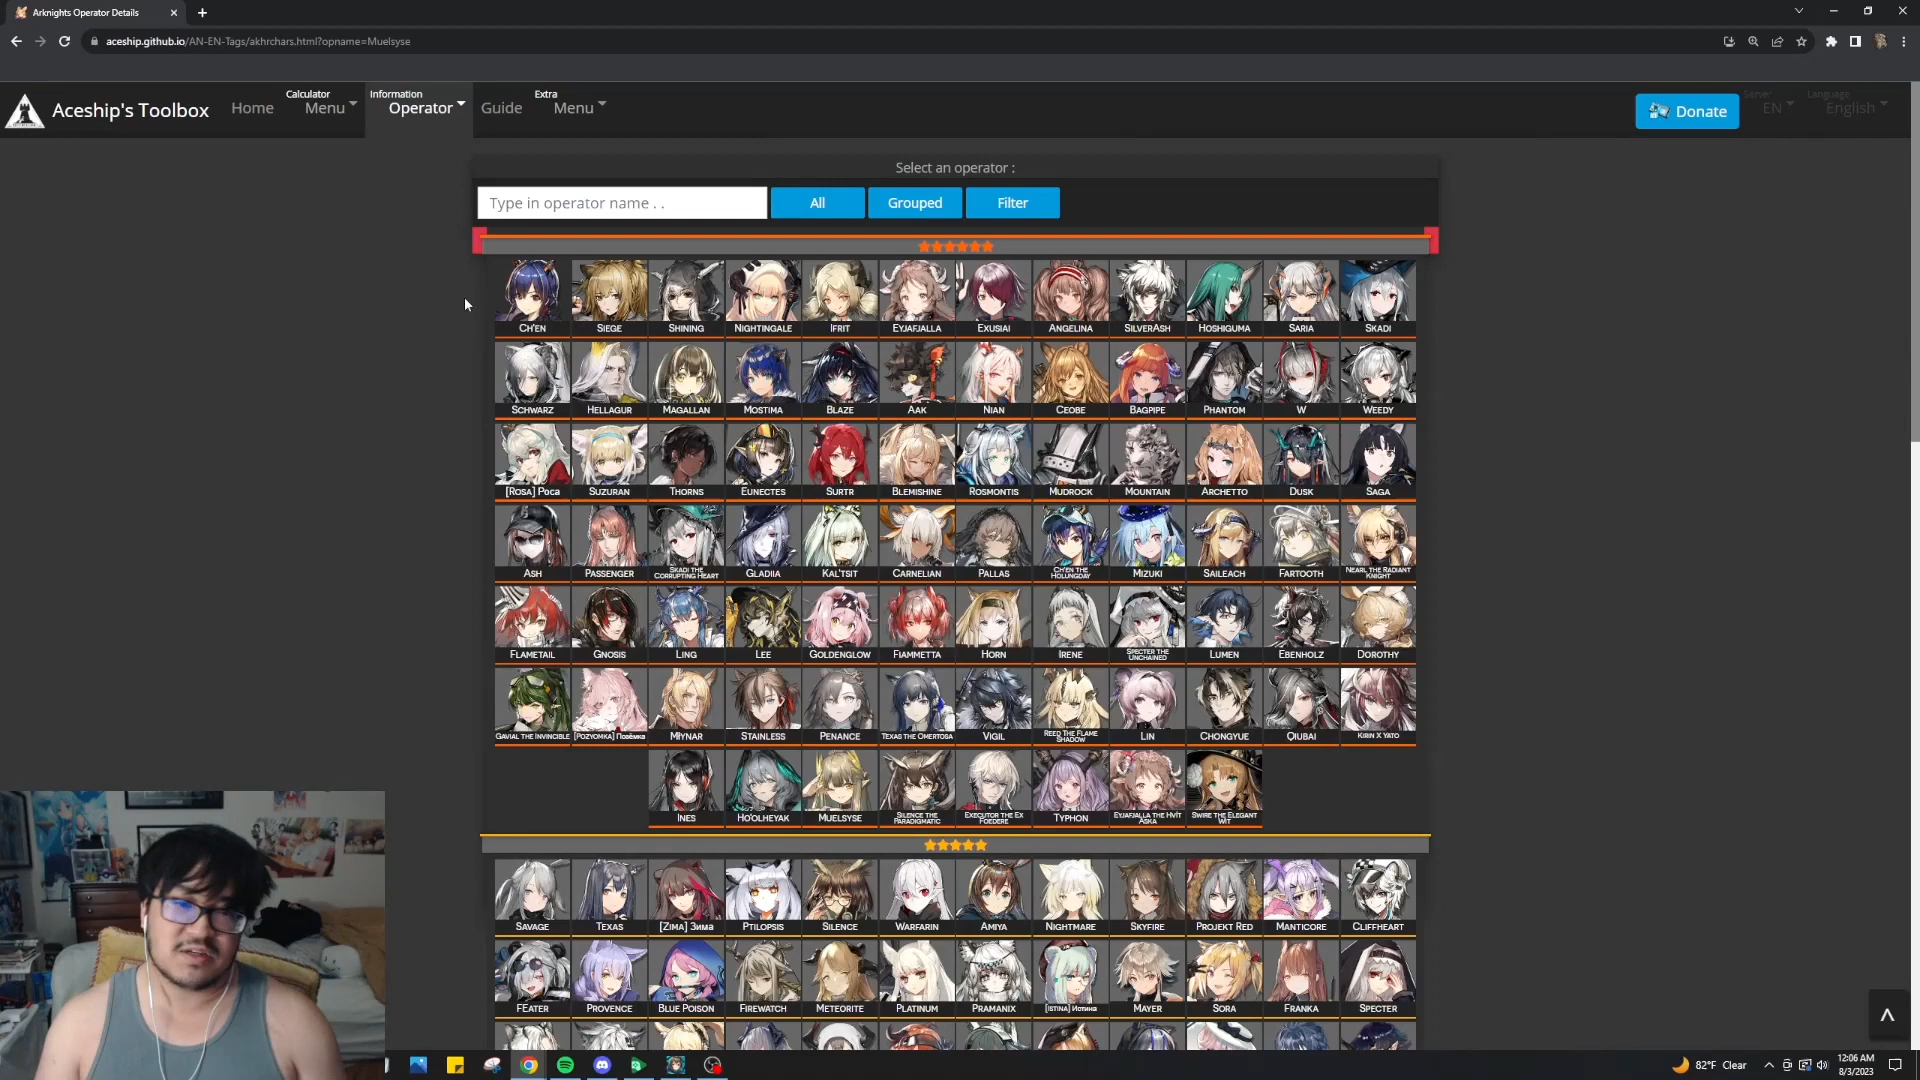 Arknights Operator Details
aceship.github.io/AN-EN-Tags/akhrchars.html?opname=Muelsyse
Aceship's Toolbox
Home
Calculator
Menu
Information
Operator
Guide
Extra
Menu
Donate
Server
EN
Language
English
Select an operator :
Type in operator name . .
All
Grouped
Filter
CH'EN SIEGE SHINING NIGHTINGALE IFRIT EYJAFJALLA EXUSIAI ANGELINA SILVERASH HOSHIGUMA SARIA SKADI
SCHWARZ HELLAGUR MAGALLAN MOSTIMA BLAZE AAK NIAN CEOBE BAGPIPE PHANTOM W WEEDY
[ROSA] Роса SUZURAN THORNS EUNECTES SURTR BLEMISHINE ROSMONTIS MUDROCK MOUNTAIN ARCHETTO DUSK SAGA
ASH PASSENGER SKADI THE CORRUPTING HEART GLADIIA KAL'TSIT CARNELIAN PALLAS CH'EN THE HOLUNGDAY MIZUKI SAILEACH FARTOOTH NEARL THE RADIANT KNIGHT
FLAMETAIL GNOSIS LING LEE GOLDENGLOW FIAMMETTA HORN IRENE SPECTER THE UNCHAINED LUMEN EBENHOLZ DOROTHY
GAVIAL THE INVINCIBLE [POZYOMKA] Позёмка MŁYNAR STAINLESS PENANCE TEXAS THE OMERTOSA VIGIL REED THE FLAME SHADOW LIN CHONGYUE QIUBAI KIRIN X YATO
INES HO'OLHEYAK MUELSYSE SILENCE THE PARADIGMATIC EXECUTOR THE EX FOEDERE TYPHON EYJAFJALLA THE HVÍT ASKA SWIRE THE ELEGANT WIT
SAVAGE TEXAS [ZIMA] Зима PTILOPSIS SILENCE WARFARIN AMIYA NIGHTMARE SKYFIRE PROJEKT RED MANTICORE CLIFFHEART
FEATER PROVENCE BLUE POISON FIREWATCH METEORITE PLATINUM PRAMANIX [ISTINA] Истина MAYER SORA FRANKA SPECTER
82°F Clear
12:06 AM
8/3/2023